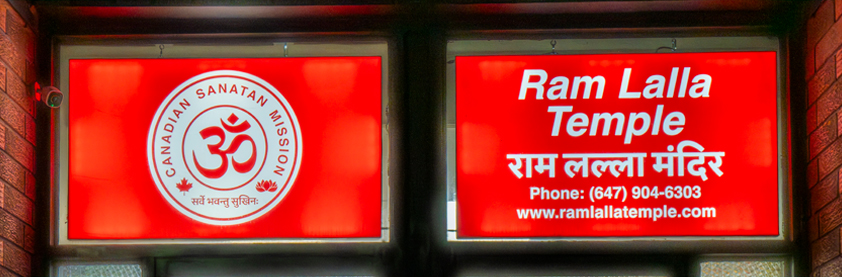 CANADIAN SANATAN MISSION
ॐ
सर्वे भवन्तु सुखिनः
Ram Lalla
Temple
राम लल्ला मंदिर
Phone: (647) 904-6303
www.ramlallatemple.com